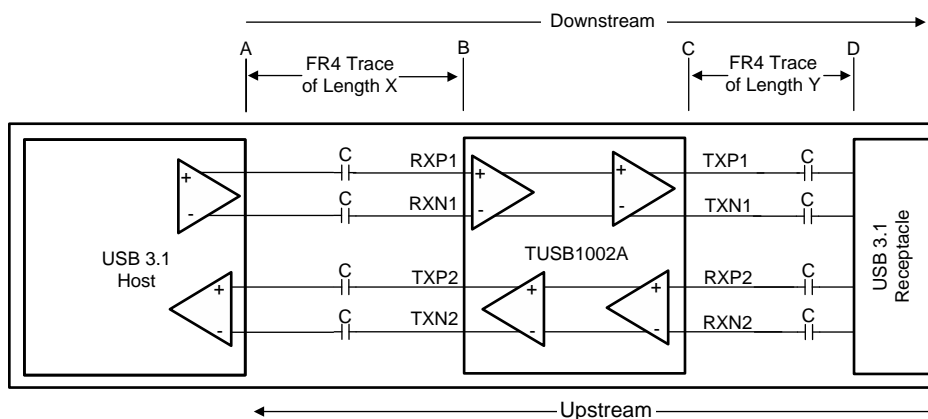 Downstream
A
B
C
D
FR4 Trace
of Length X
FR4 Trace
of Length Y
C
RXP1
+
+
TXP1
C
+
C
RXN1
-
-
TXN1
C
-
USB 3.1
Host
TUSB1002A
USB 3.1
Receptacle
C
TXP2
+
+
RXP2
C
+
C
TXN2
-
-
RXN2
C
-
Upstream